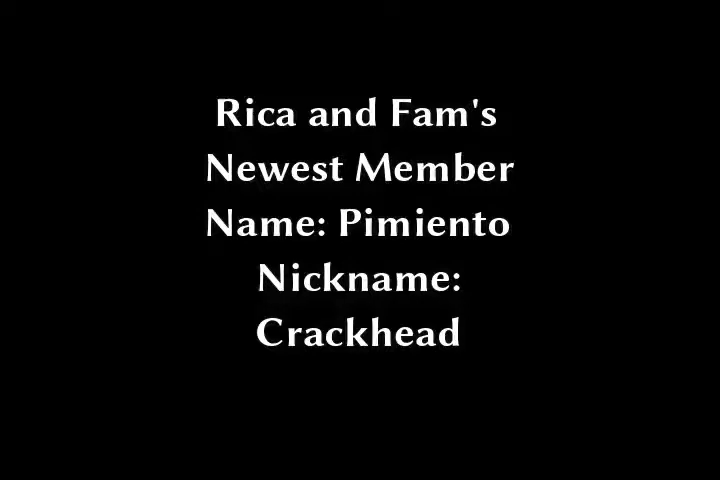 Rica and Fam's
Newest Member
Name: Pimiento
Nickname:
Crackhead